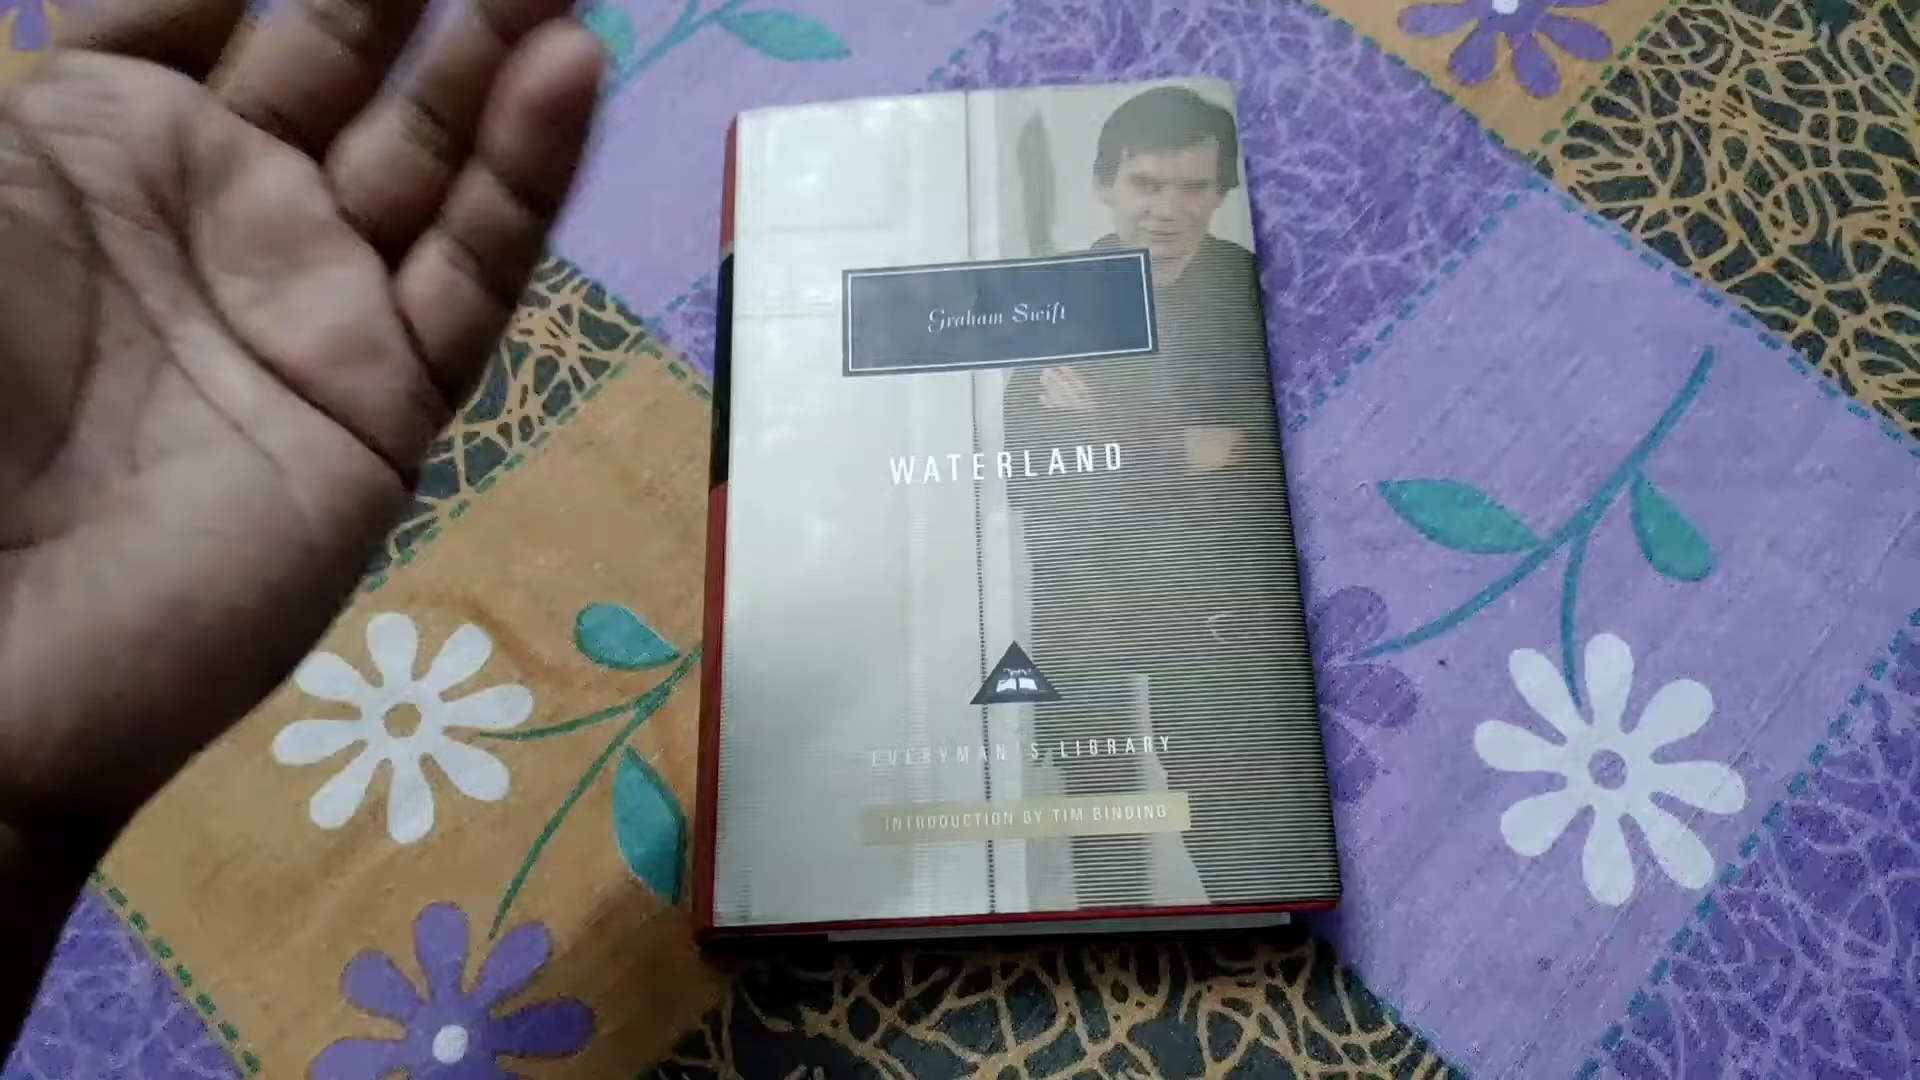 Graham Swift
WATERLAND
EVERYMAN'S LIBRARY
INTRODUCTION BY TIM BINDING